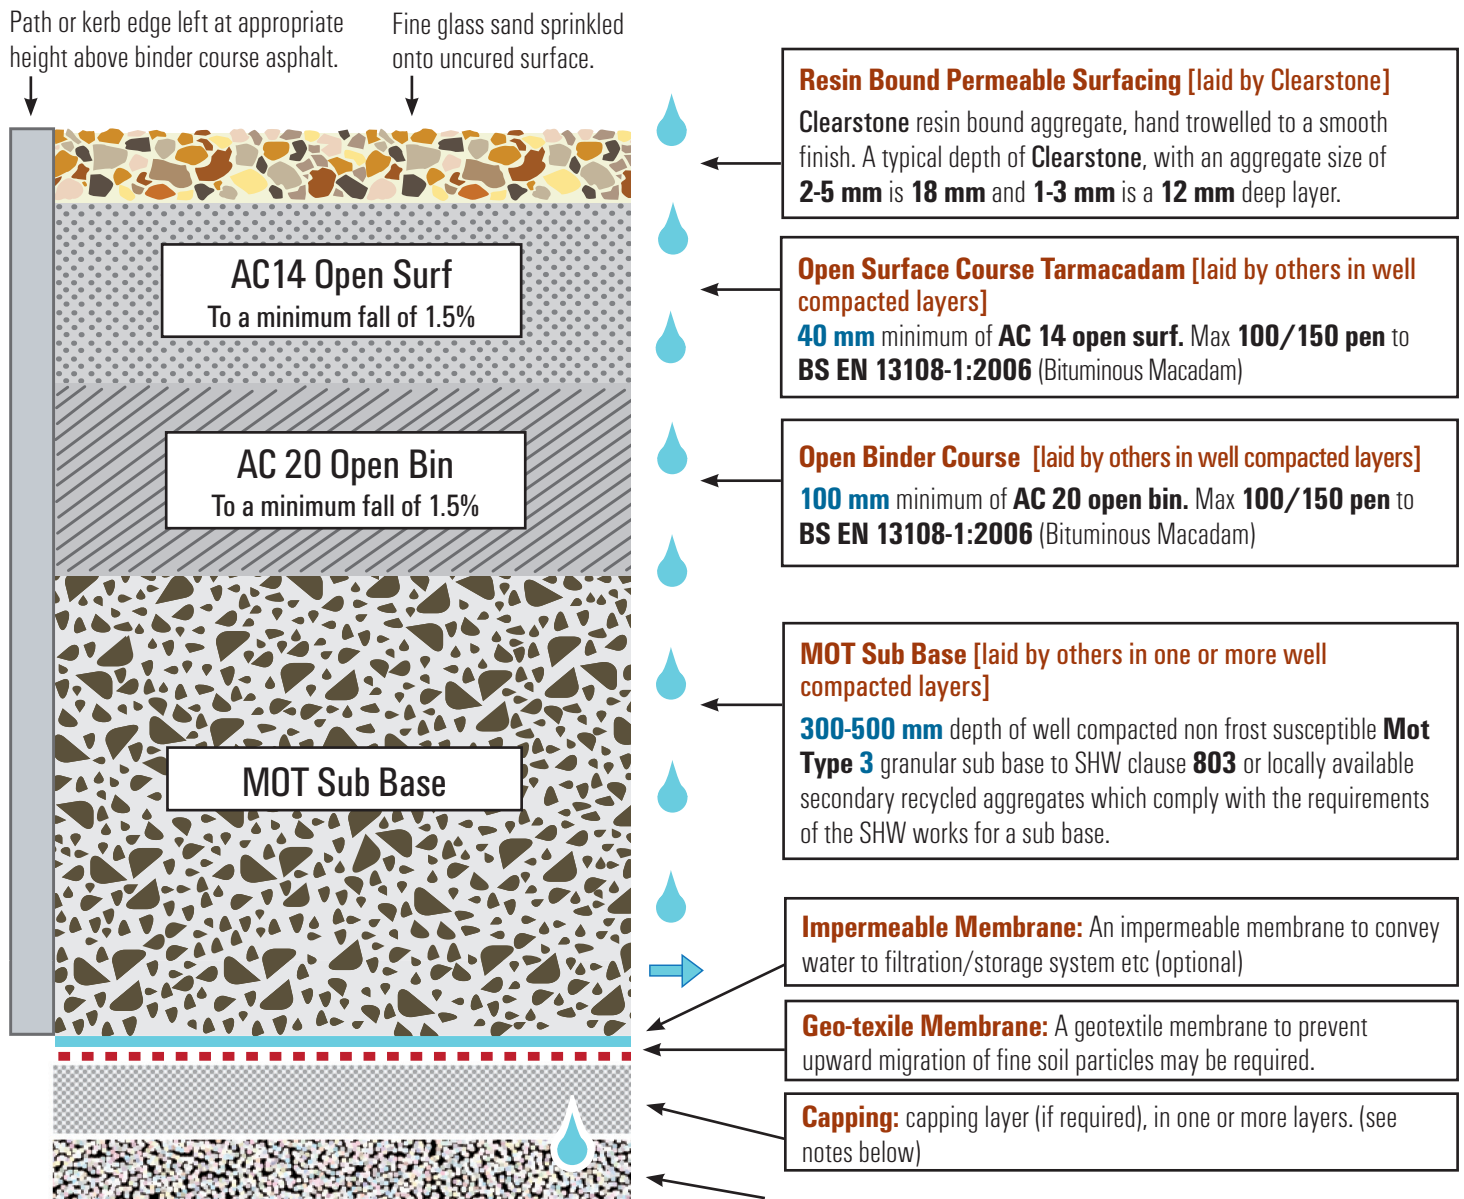 Path or kerb edge left at appropriate
height above binder course asphalt.
Fine glass sand sprinkled
onto uncured surface.
AC14 Open Surf
To a minimum fall of 1.5%
AC 20 Open Bin
To a minimum fall of 1.5%
MOT Sub Base
Resin Bound Permeable Surfacing [laid by Clearstone]
Clearstone resin bound aggregate, hand trowelled to a smooth
finish. A typical depth of Clearstone, with an aggregate size of
2-5 mm is 18 mm and 1-3 mm is a 12 mm deep layer.
Open Surface Course Tarmacadam [laid by others in well
compacted layers]
40 mm minimum of AC 14 open surf. Max 100/150 pen to
BS EN 13108-1:2006 (Bituminous Macadam)
Open Binder Course [laid by others in well compacted layers]
100 mm minimum of AC 20 open bin. Max 100/150 pen to
BS EN 13108-1:2006 (Bituminous Macadam)
MOT Sub Base [laid by others in one or more well
compacted layers]
300-500 mm depth of well compacted non frost susceptible Mot
Type 3 granular sub base to SHW clause 803 or locally available
secondary recycled aggregates which comply with the requirements
of the SHW works for a sub base.
Impermeable Membrane: An impermeable membrane to convey
water to filtration/storage system etc (optional)
Geo-texile Membrane: A geotextile membrane to prevent
upward migration of fine soil particles may be required.
Capping: capping layer (if required), in one or more layers. (see
notes below)